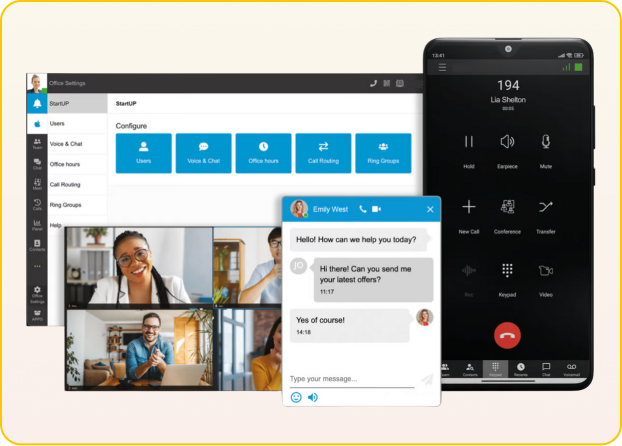 Office Settings
StartUP
StartUP
Users
Configure
Team
Voice & Chat
Users
Voice & Chat
Office hours
Call Routing
Ring Groups
Chat
Office hours
Meet
Call Routing
Calls
Ring Groups
Panel
Help
Contacts
Office
Settings
APPS
Emily West
Hello! How can we help you today?
JO
Hi there! Can you send me
your latest offers?
11:17
Yes of course!
14:18
Type your message...
13:41
194
Lia Shelton
00:05
Hold
Earpiece
Mute
New Call
Conference
Transfer
Rec
Keypad
Video
Team
Contacts
Keypad
Recents
Chat
Voicemail